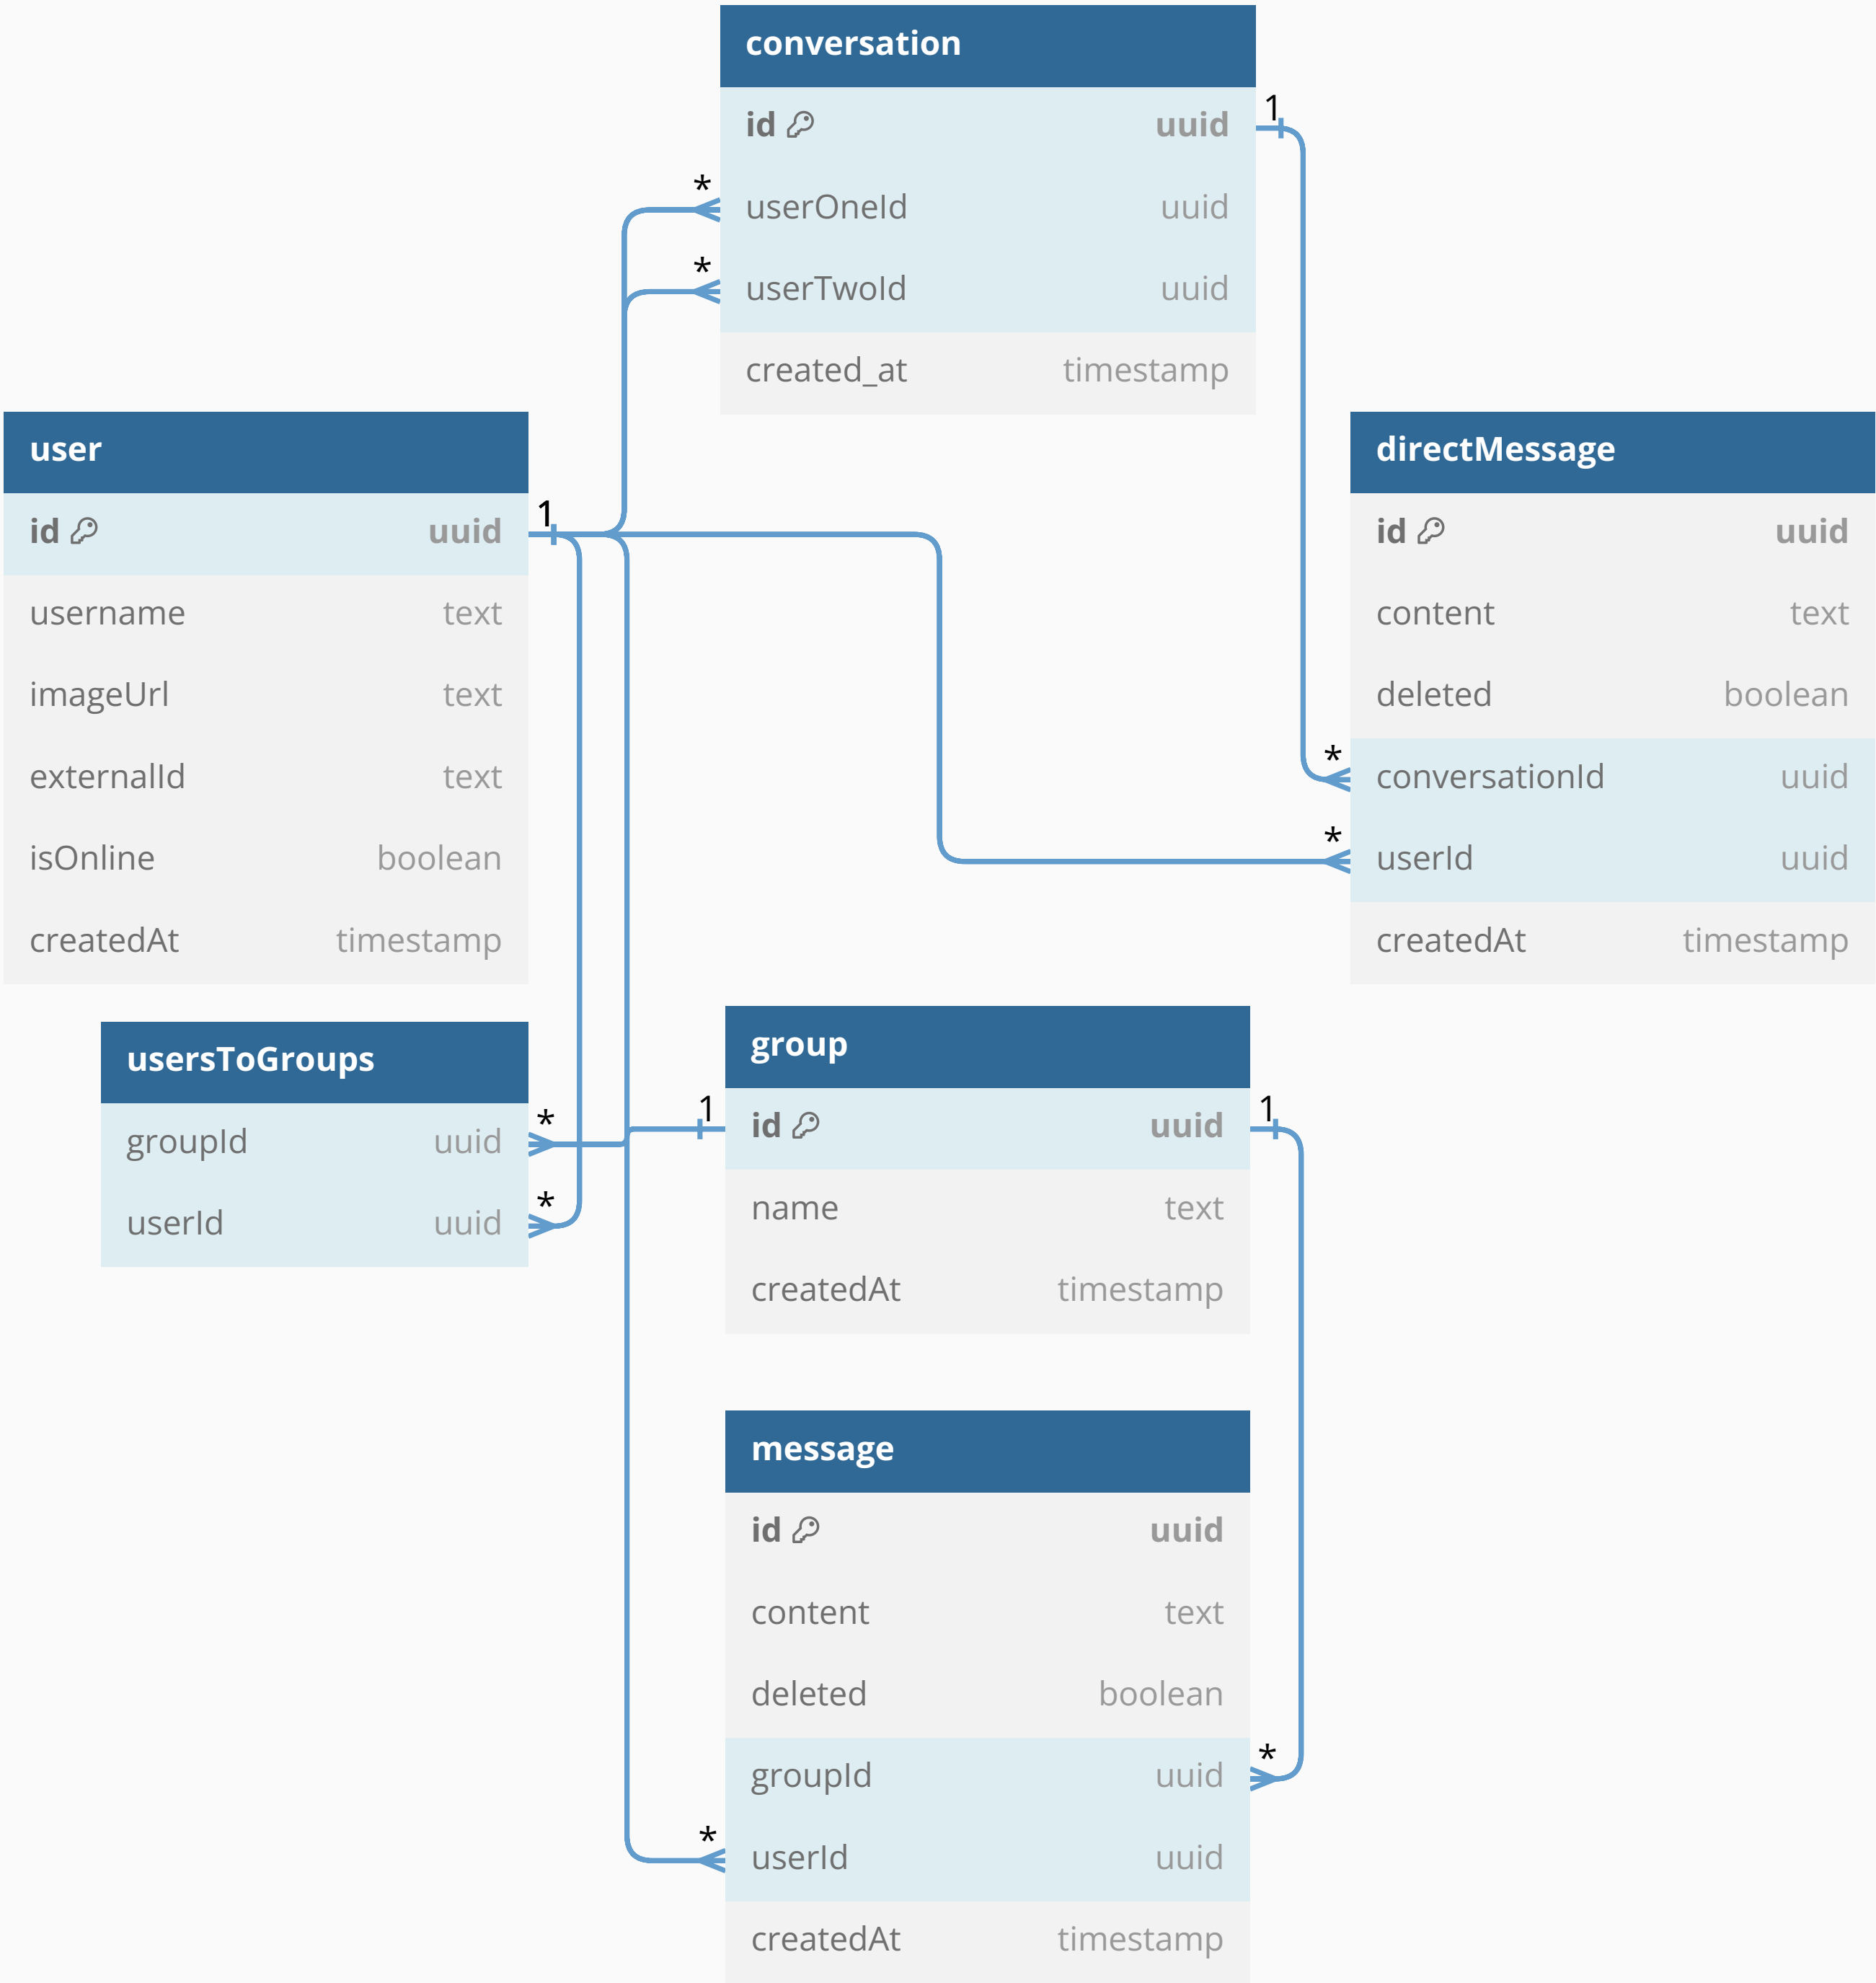 conversation
id uuid
userOneId uuid
userTwoId uuid
created_at timestamp
1
*
*
user
id uuid
username text
imageUrl text
externalId text
isOnline boolean
createdAt timestamp
1
directMessage
id uuid
content text
deleted boolean
conversationId uuid
userId uuid
createdAt timestamp
*
*
usersToGroups
groupId uuid
userId uuid
*
*
group
id uuid
name text
createdAt timestamp
1
1
message
id uuid
content text
deleted boolean
groupId uuid
userId uuid
createdAt timestamp
*
*